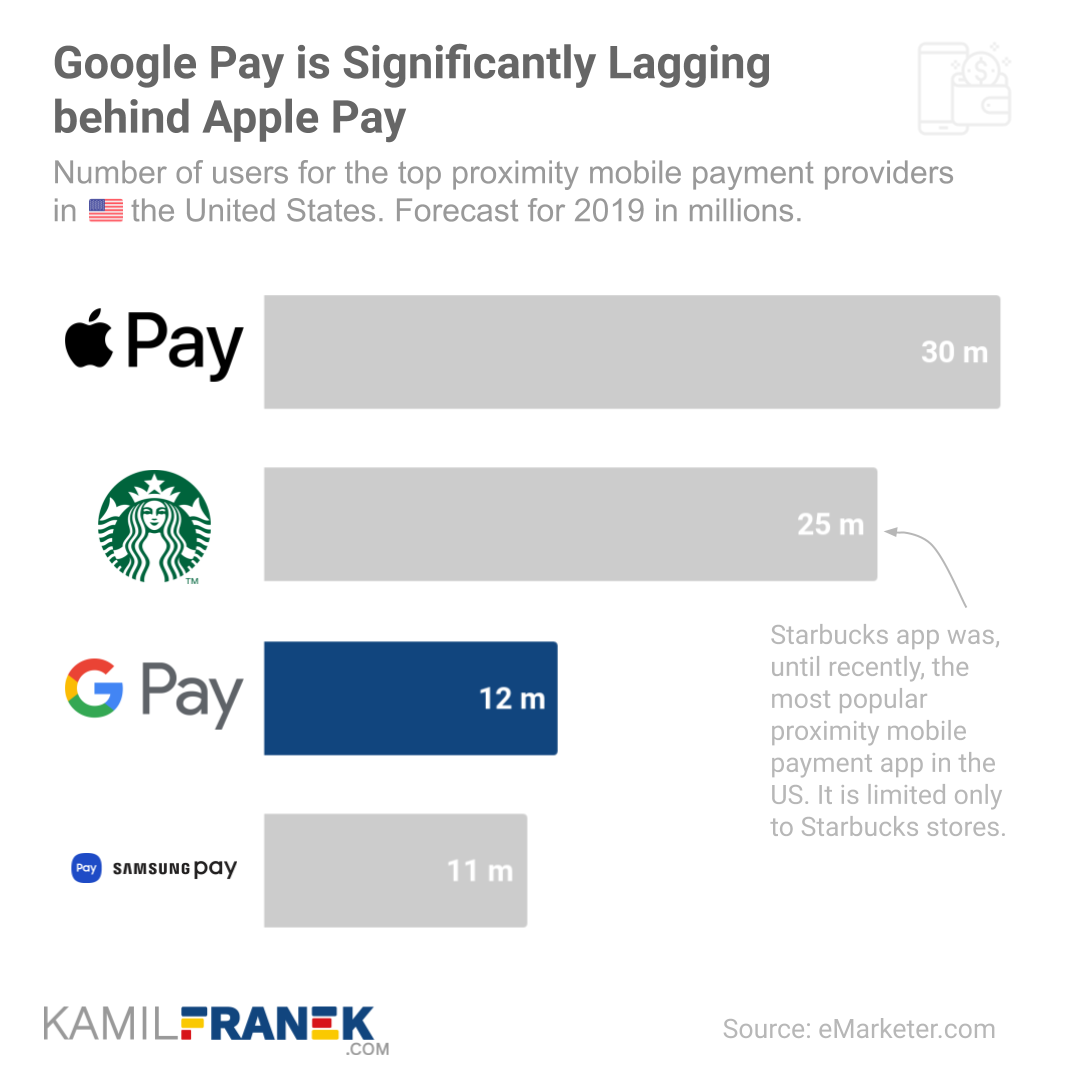 Google Pay is Significantly Lagging
behind Apple Pay
Number of users for the top proximity mobile payment providers
in the United States. Forecast for 2019 in millions.
Pay
30 m
25 m
TM
Starbucks app was,
until recently, the
most popular
proximity mobile
payment app in the
US. It is limited only
to Starbucks stores.
G Pay
12 m
Pay SAMSUNG pay
11 m
KAMILFRANEK
.COM
Source: eMarketer.com